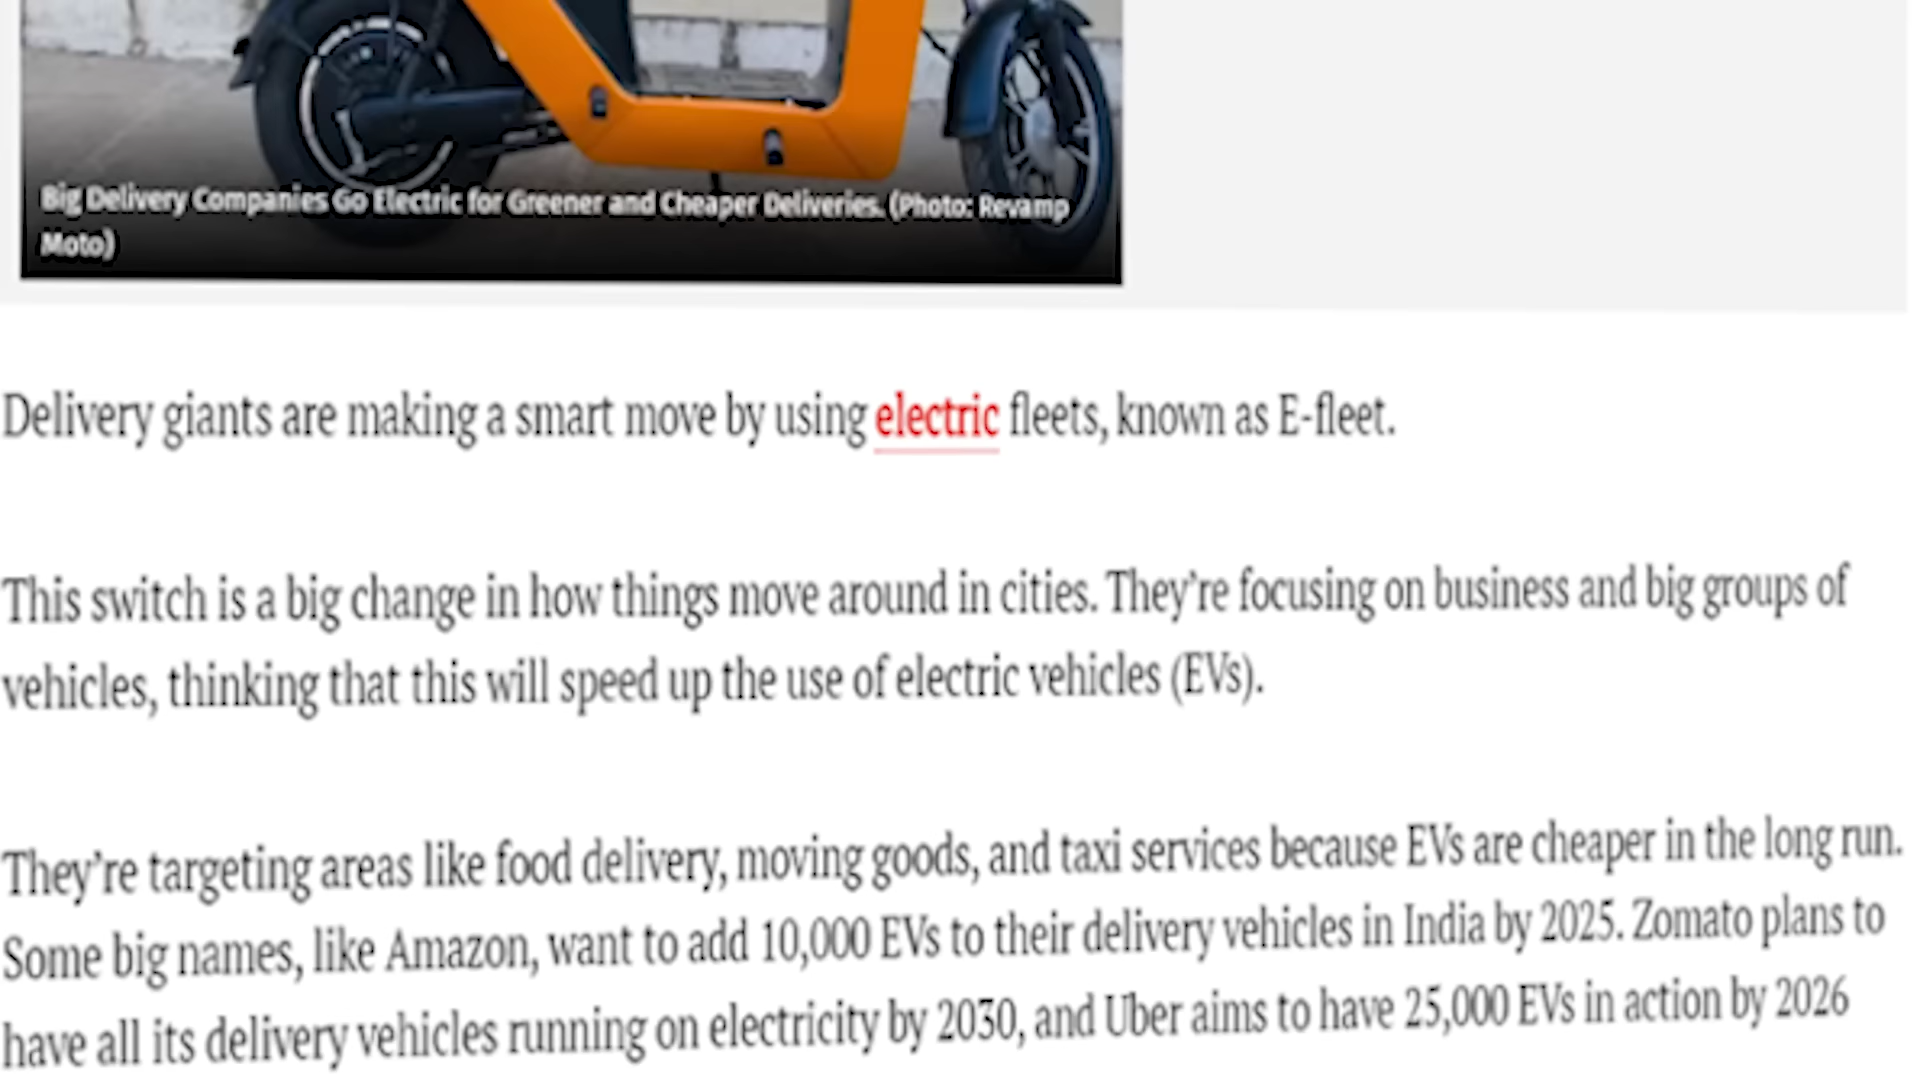 Big Delivery Companies Go Electric for Greener and Cheaper Deliveries. (Photo: Revamp
Moto)
Delivery giants are making a smart move by using electric fleets, known as E-fleet.
This switch is a big change in how things move around in cities. They’re focusing on business and big groups of
vehicles, thinking that this will speed up the use of electric vehicles (EVs).
They’re targeting areas like food delivery, moving goods, and taxi services because EVs are cheaper in the long run.
Some big names, like Amazon, want to add 10,000 EVs to their delivery vehicles in India by 2025. Zomato plans to
have all its delivery vehicles running on electricity by 2030, and Uber aims to have 25,000 EVs in action by 2026